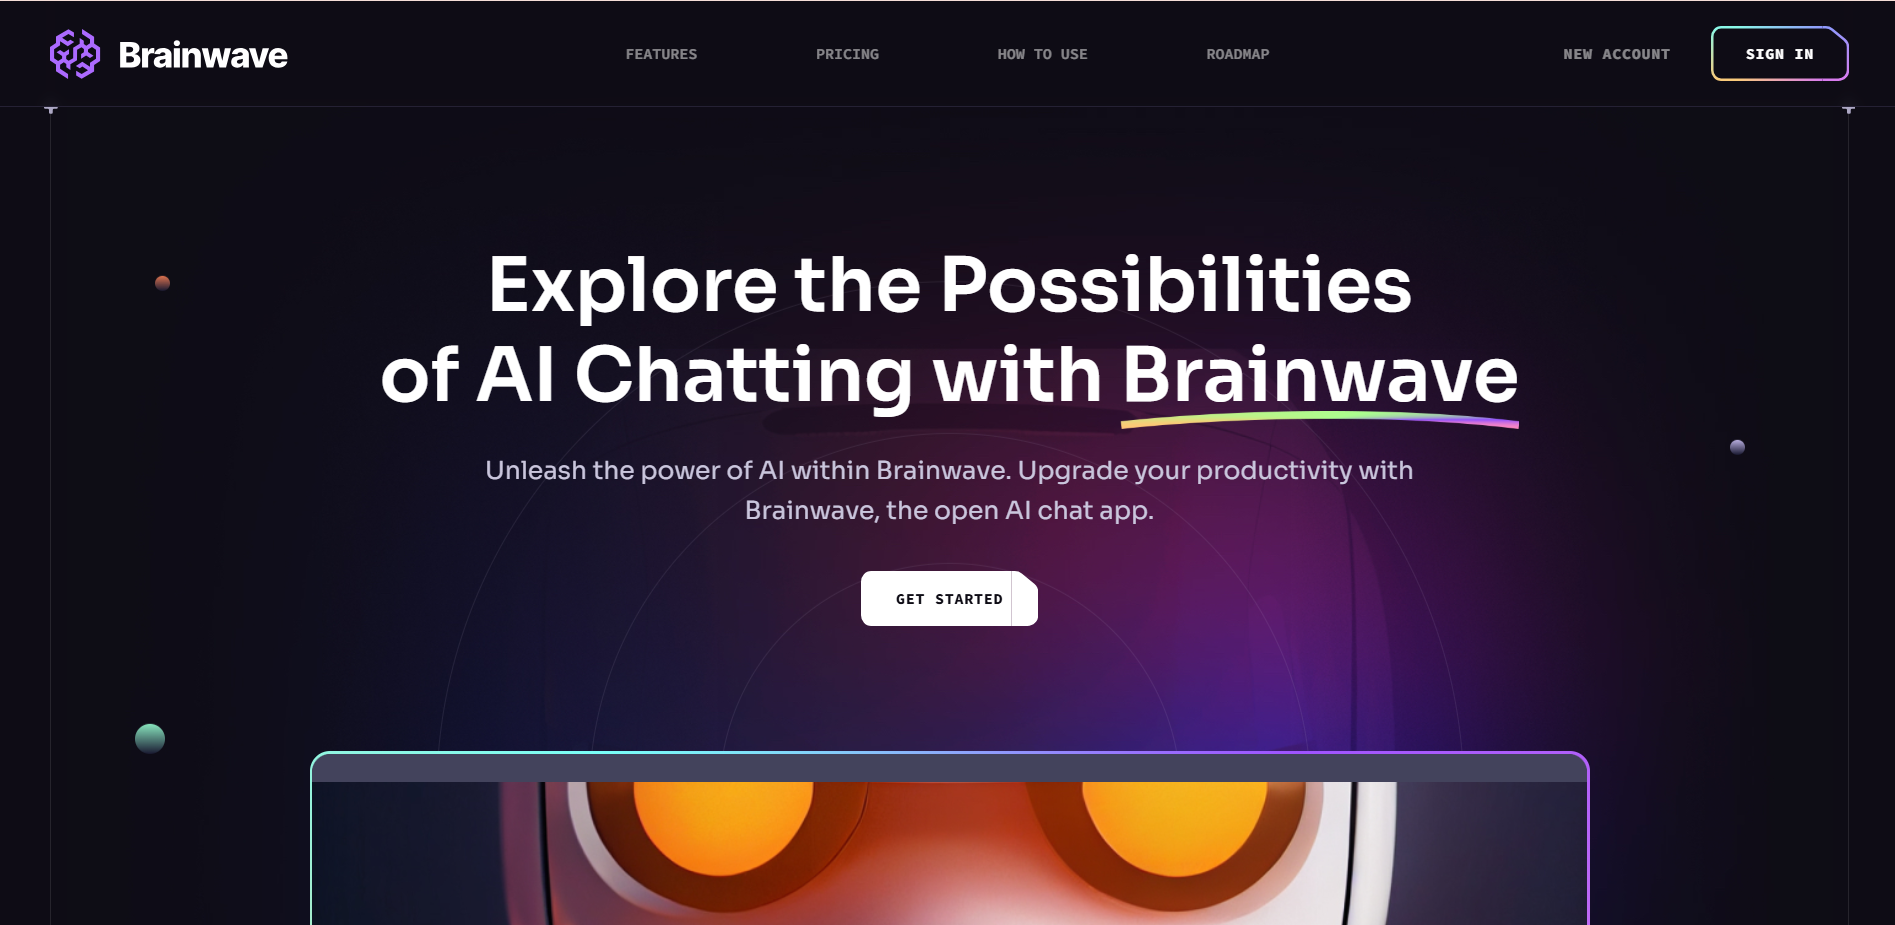 Brainwave
FEATURES
PRICING
HOW TO USE
ROADMAP
NEW ACCOUNT
SIGN IN
Explore the Possibilities
of AI Chatting with Brainwave
Unleash the power of AI within Brainwave. Upgrade your productivity with
Brainwave, the open AI chat app.
GET STARTED